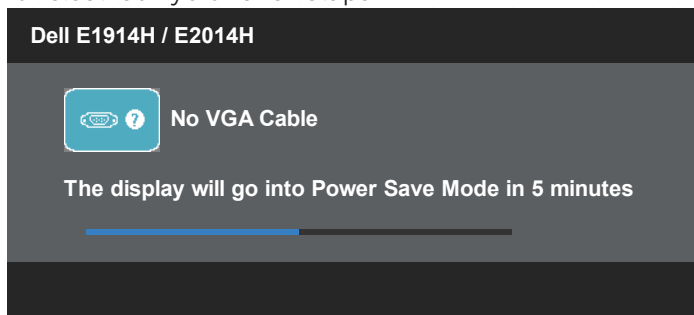 Dell E1914H / E2014H
? No VGA Cable
The display will go into Power Save Mode in 5 minutes